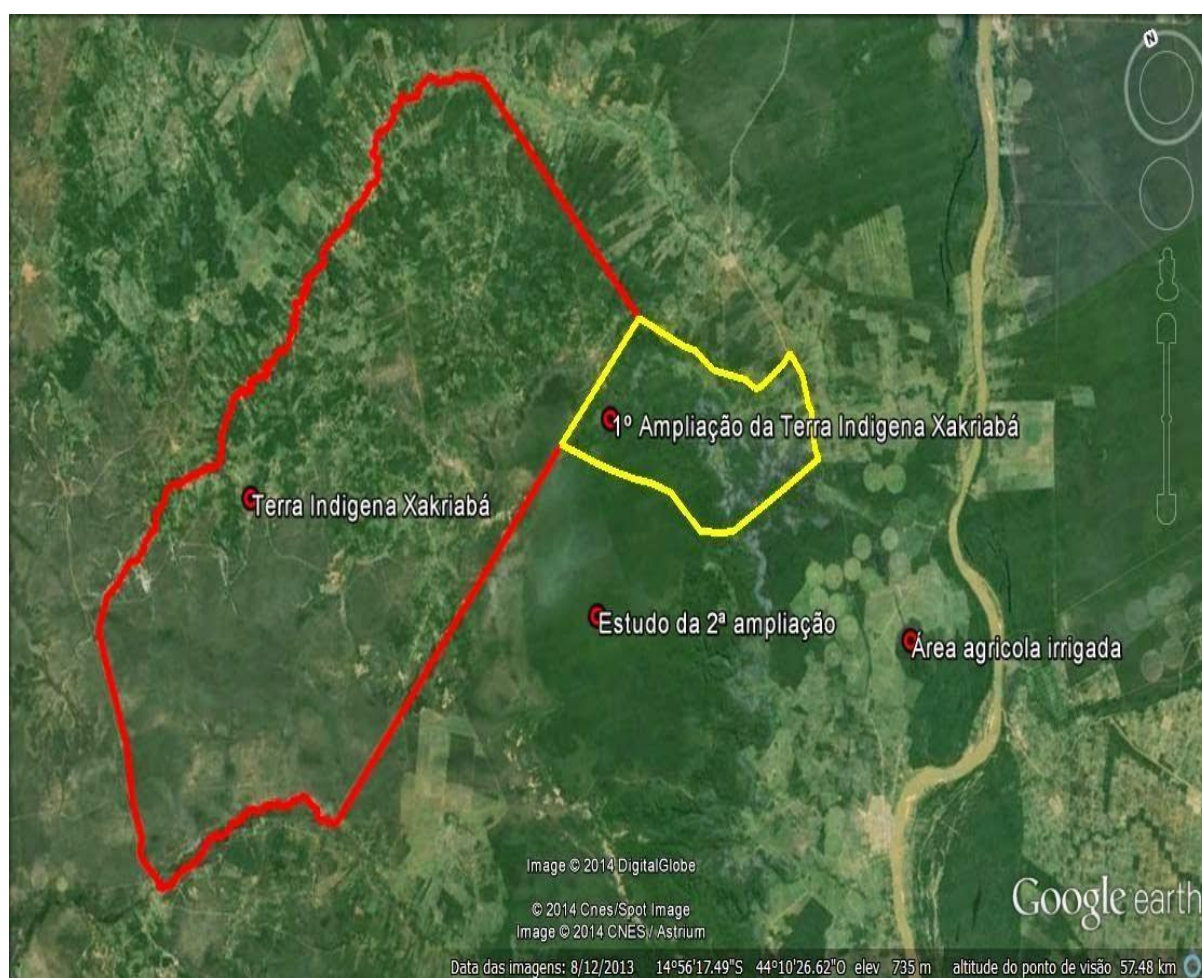 N
1º Ampliação da Terra Indigena Xakriabá
Terra Indigena Xakriabá
Estudo da 2ª ampliação
Área agricola irrigada
Image © 2014 DigitalGlobe
© 2014 Cnes/Spot Image
Image © 2014 CNES / Astrium
Google earth
Data das imagens: 8/12/2013 14º56'17.49"S 44º10'26.62"O elev 735 m altitude do ponto de visão 57.48 km